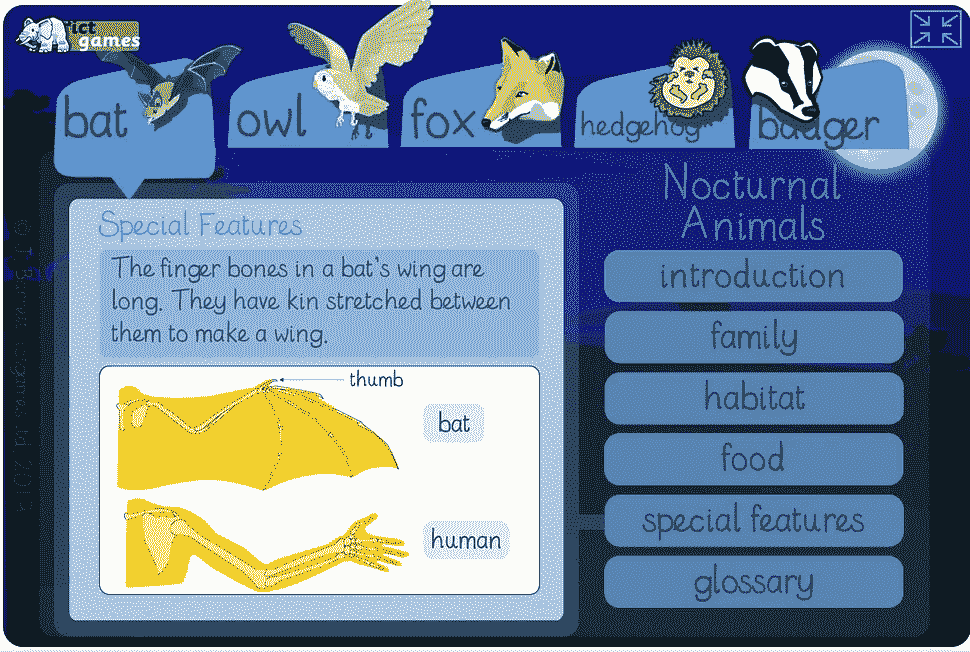 ict
games
bat
owl
fox
hedgehog
badger
Nocturnal
Animals
Special Features
The finger bones in a bat's wing are
long. They have kin stretched between
them to make a wing.
thumb
bat
human
introduction
family
habitat
food
special features
glossary